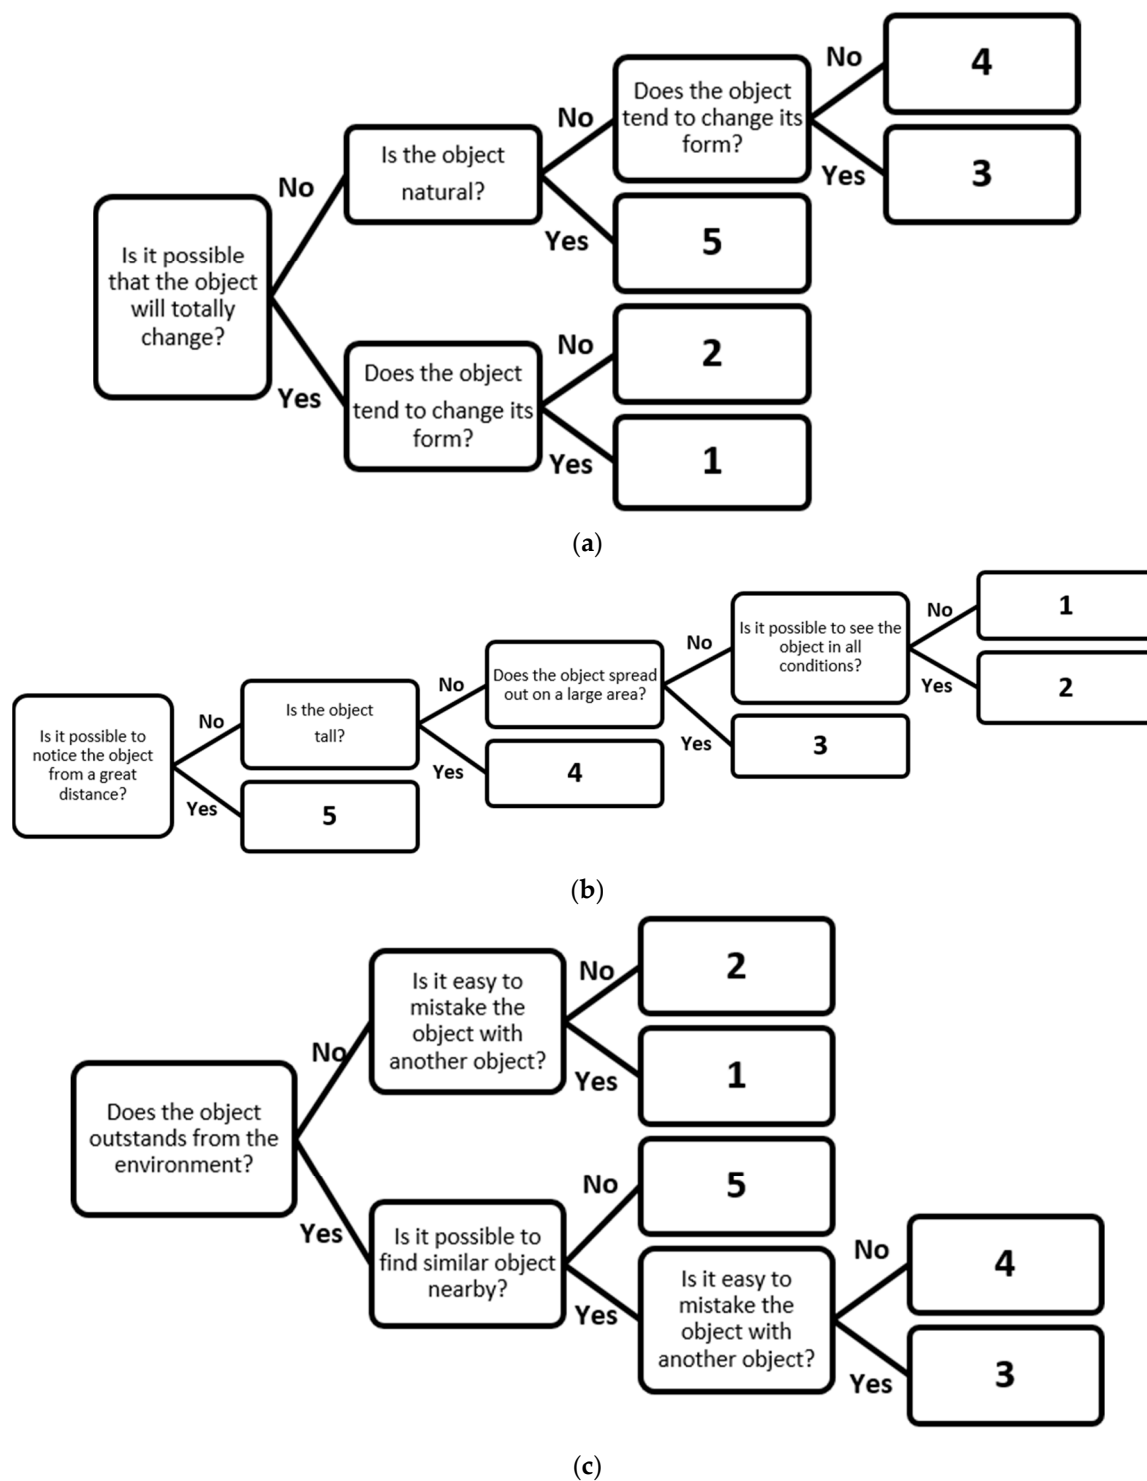 Is it possible
that the object
will totally
change?
No
Yes
Is the object
natural?
No
Yes
Does the object
tend to change its
form?
No
Yes
4
3
5
Does the object
tend to change its
form?
No
Yes
2
1
(a)
Is it possible to
notice the object
from a great
distance?
No
Yes
Is the object
tall?
No
Yes
5
Does the object spread
out on a large area?
No
Yes
4
Is it possible to see the
object in all
conditions?
No
Yes
3
1
2
(b)
Does the object
outstands from the
environment?
No
Yes
Is it easy to
mistake the
object with
another object?
No
Yes
2
1
Is it possible to
find similar object
nearby?
No
Yes
5
Is it easy to
mistake the
object with
another object?
No
Yes
4
3
(c)